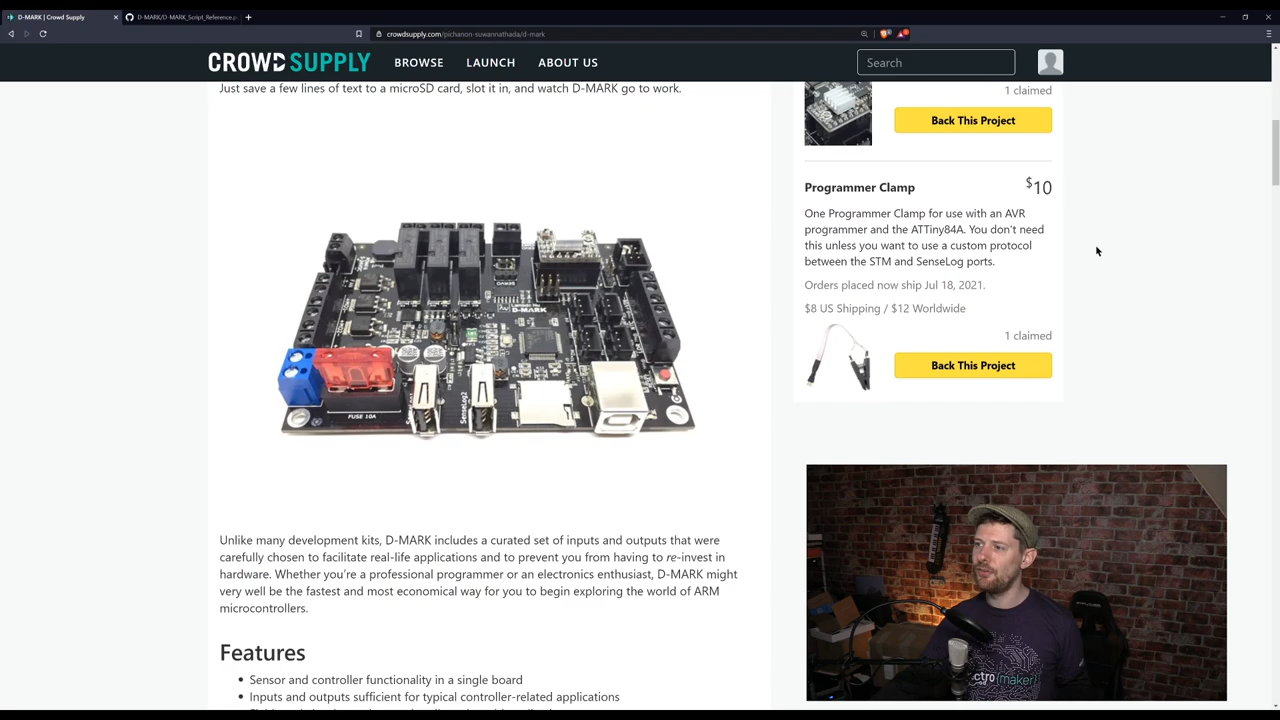 D-MARK | Crowd Supply
D-MARK/D-MARK_Script_Reference.p
crowdsupply.com/pichanon-suwannathada/d-mark
CROWD SUPPLY
BROWSE
LAUNCH
ABOUT US
Search
Just save a few lines of text to a microSD card, slot it in, and watch D-MARK go to work.
1 claimed
Back This Project
Programmer Clamp
$10
One Programmer Clamp for use with an AVR
programmer and the ATTiny84A. You don't need
this unless you want to use a custom protocol
between the STM and SenseLog ports.
Orders placed now ship Jul 18, 2021.
$8 US Shipping / $12 Worldwide
1 claimed
Back This Project
D-MARK
FUSE 10A
SenseLog2
Unlike many development kits, D-MARK includes a curated set of inputs and outputs that were
carefully chosen to facilitate real-life applications and to prevent you from having to re-invest in
hardware. Whether you're a professional programmer or an electronics enthusiast, D-MARK might
very well be the fastest and most economical way for you to begin exploring the world of ARM
microcontrollers.
Features
Sensor and controller functionality in a single board
Inputs and outputs sufficient for typical controller-related applications
ectro maker